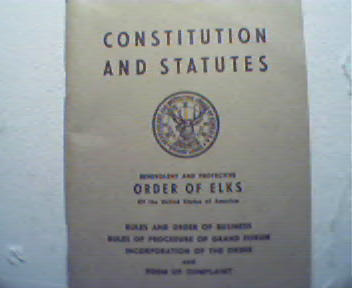 CONSTITUTION
AND STATUTES
BENEVOLENT AND PROTECTIVE
ORDER OF ELKS
Of the United States of America
RULES AND ORDER OF BUSINESS
RULES OF PROCEDURE OF GRAND FORUM
INCORPORATION OF THE ORDER
and
FORM OF COMPLAINT